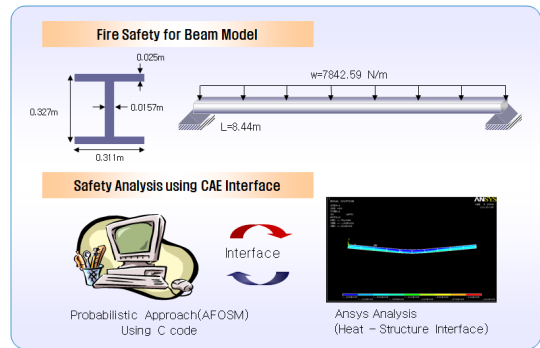 Fire Safety for Beam Model
0.025m
w=7842.59 N/m
0.327m
0.0157m
L=8.44m
0.311m
Safety Analysis using CAE Interface
ANSYS
Interface
Probabilistic Approach(AFOSM)
Using C code
Ansys Analysis
(Heat - Structure Interface)